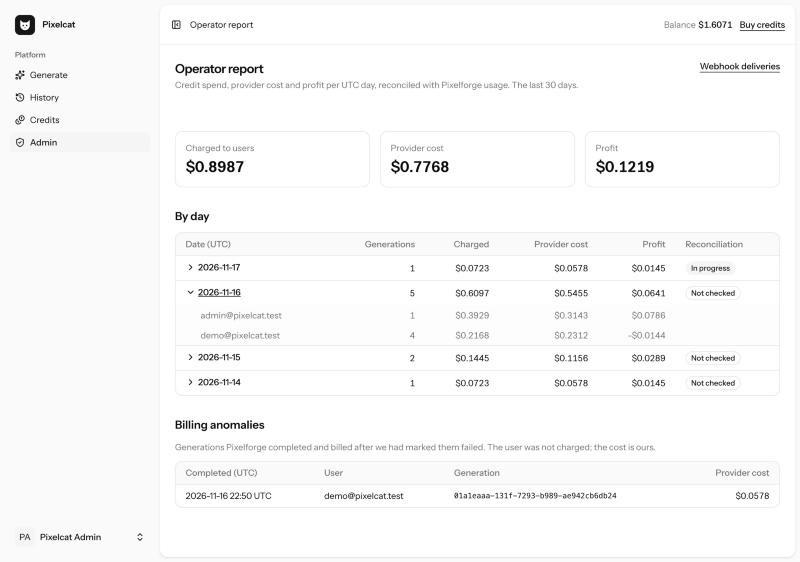 Pixelcat
Platform
Generate
History
Credits
Admin
PA Pixelcat Admin
Operator report
Balance $1.6071 Buy credits
Operator report
Webhook deliveries
Credit spend, provider cost and profit per UTC day, reconciled with Pixelforge usage. The last 30 days.
Charged to users
$0.8987
Provider cost
$0.7768
Profit
$0.1219
By day
Date (UTC) Generations Charged Provider cost Profit Reconciliation
2026-11-17 1 $0.0723 $0.0578 $0.0145 In progress
2026-11-16 5 $0.6097 $0.5455 $0.0641 Not checked
admin@pixelcat.test 1 $0.3929 $0.3143 $0.0786
demo@pixelcat.test 4 $0.2168 $0.2312 -$0.0144
2026-11-15 2 $0.1445 $0.1156 $0.0289 Not checked
2026-11-14 1 $0.0723 $0.0578 $0.0145 Not checked
Billing anomalies
Generations Pixelforge completed and billed after we had marked them failed. The user was not charged; the cost is ours.
Completed (UTC) User Generation Provider cost
2026-11-16 22:50 UTC demo@pixelcat.test 01a1eaaa-131f-7293-b989-ae942cb6db24 $0.0578